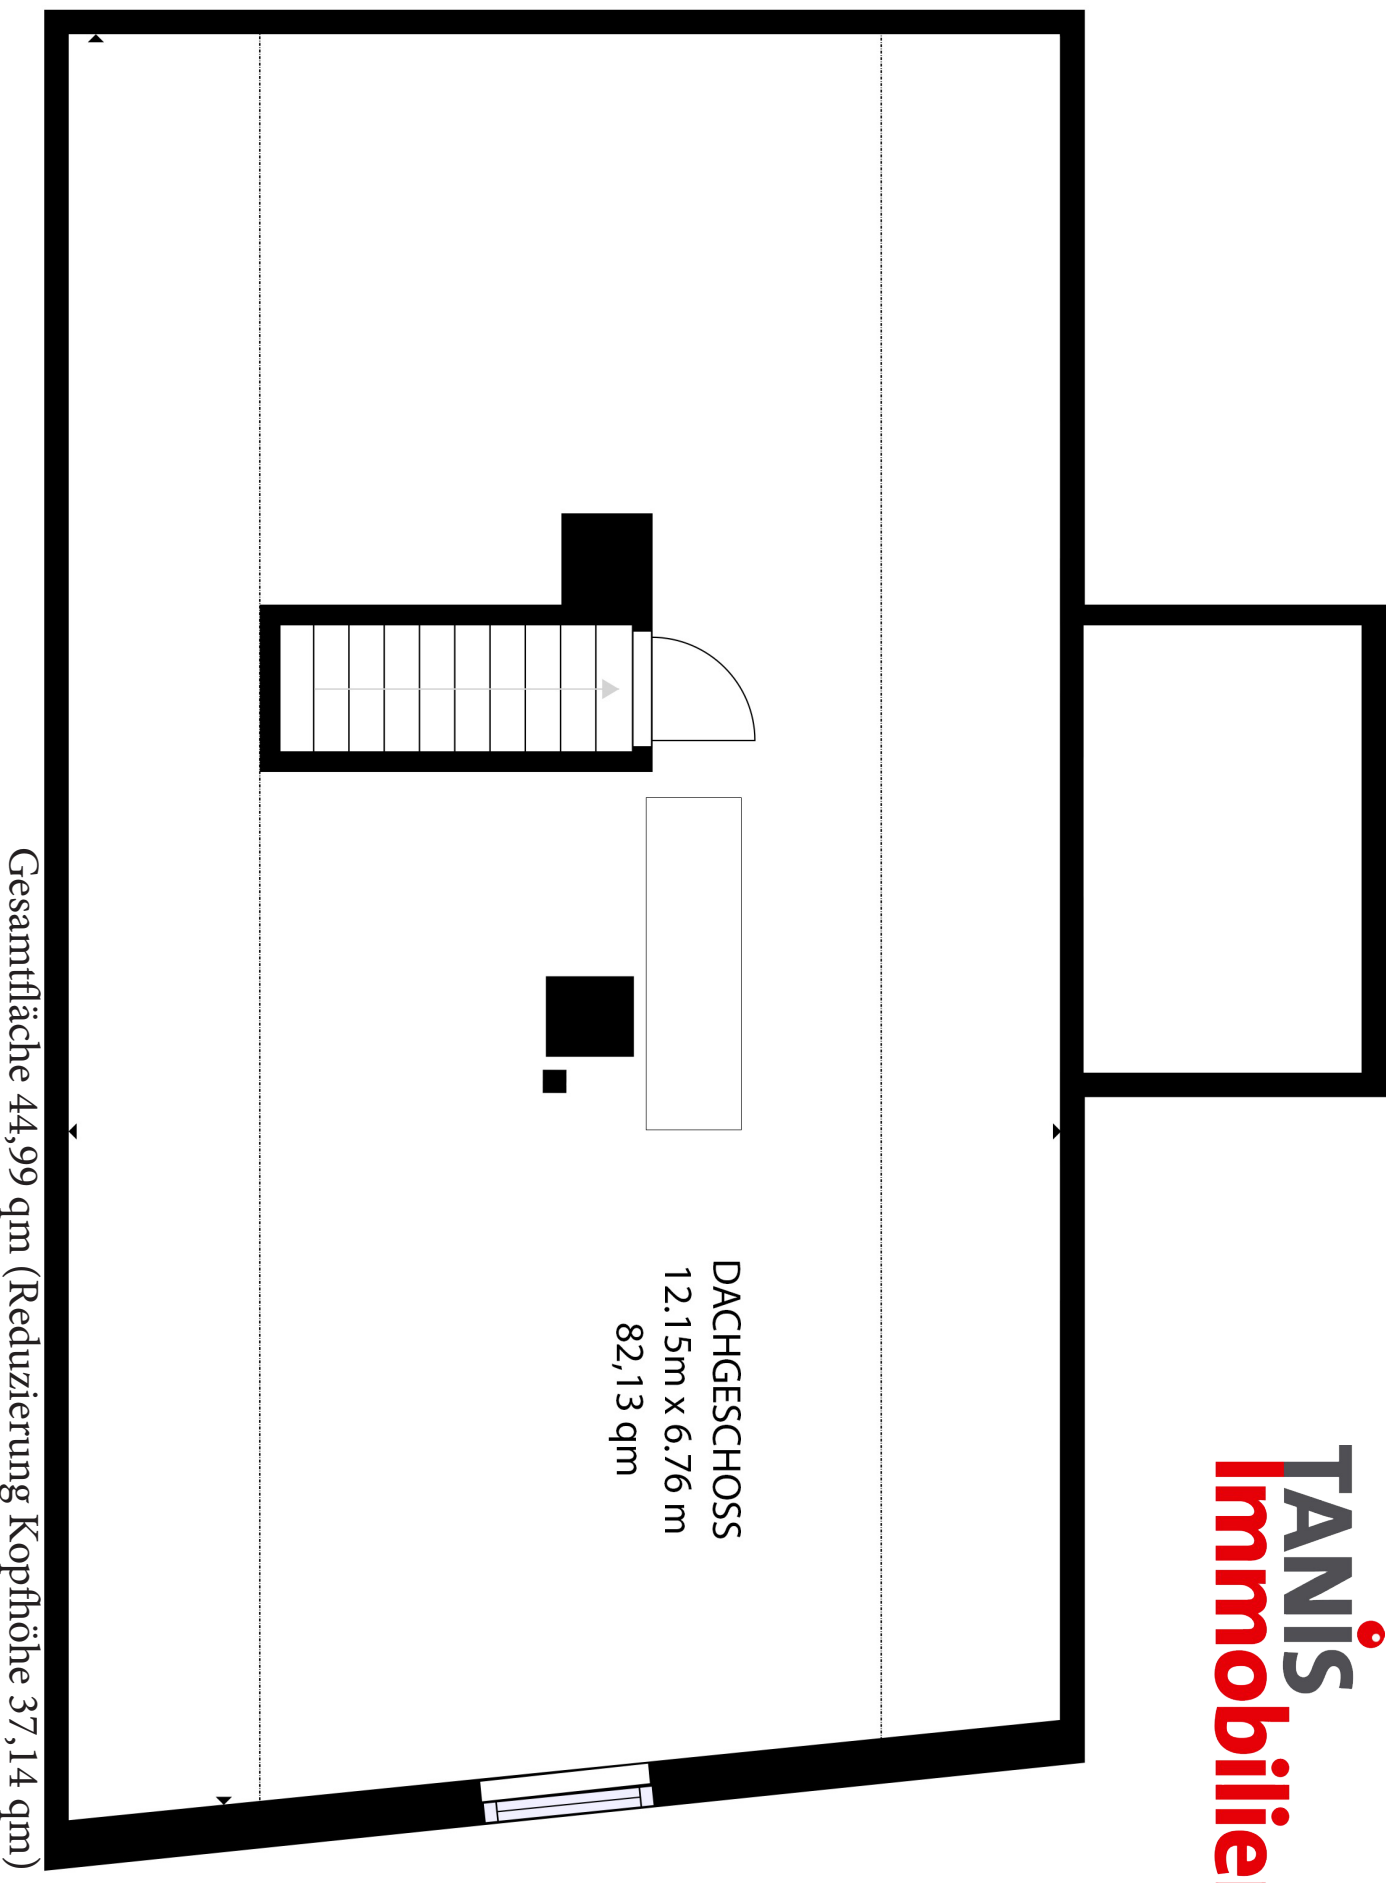 TANIS
Immobilie
DACHGESCHOSS
12.15m x 6.76 m
82,13 qm
Gesamtfläche 44,99 qm (Reduzierung Kopfhöhe 37,14 qm)